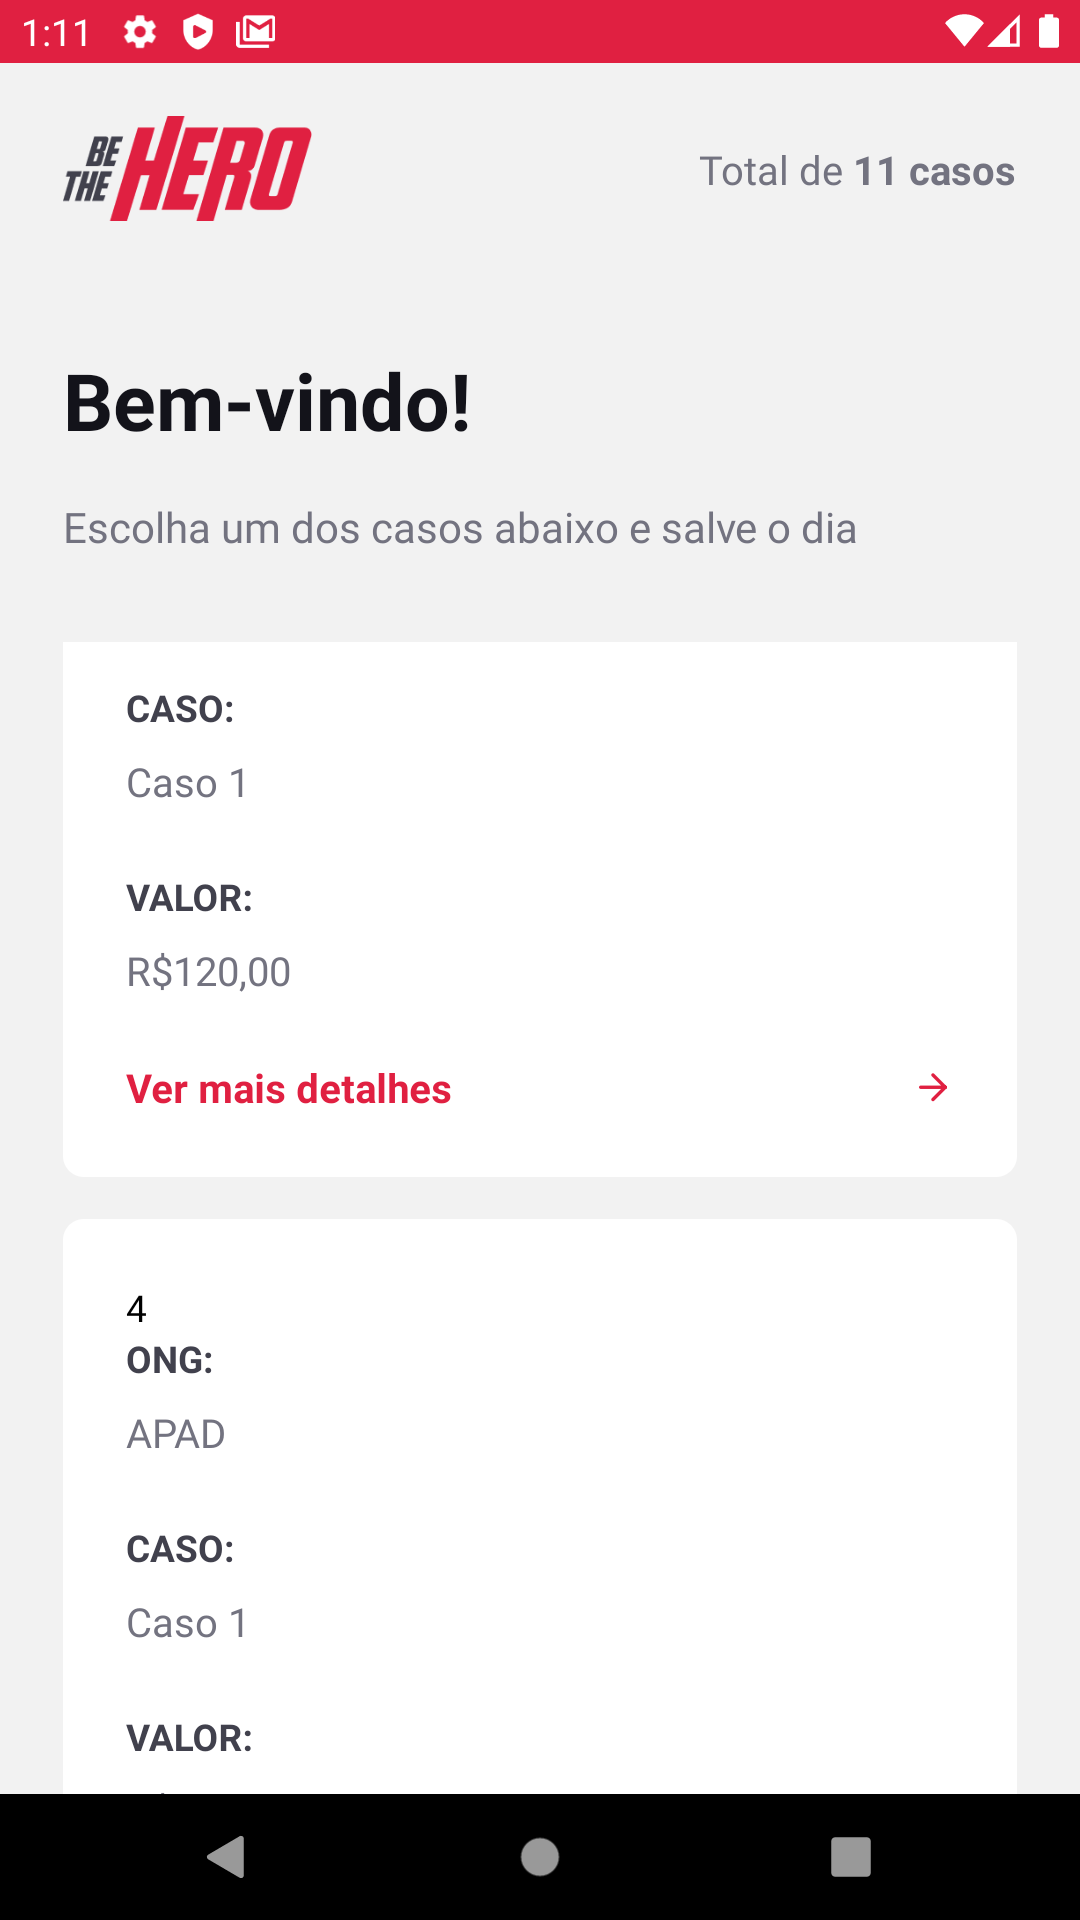 1:11
BE THE HERO
Total de 11 casos
Bem-vindo!
Escolha um dos casos abaixo e salve o dia
CASO:
Caso 1
VALOR:
R$120,00
Ver mais detalhes
4
ONG:
APAD
CASO:
Caso 1
VALOR: